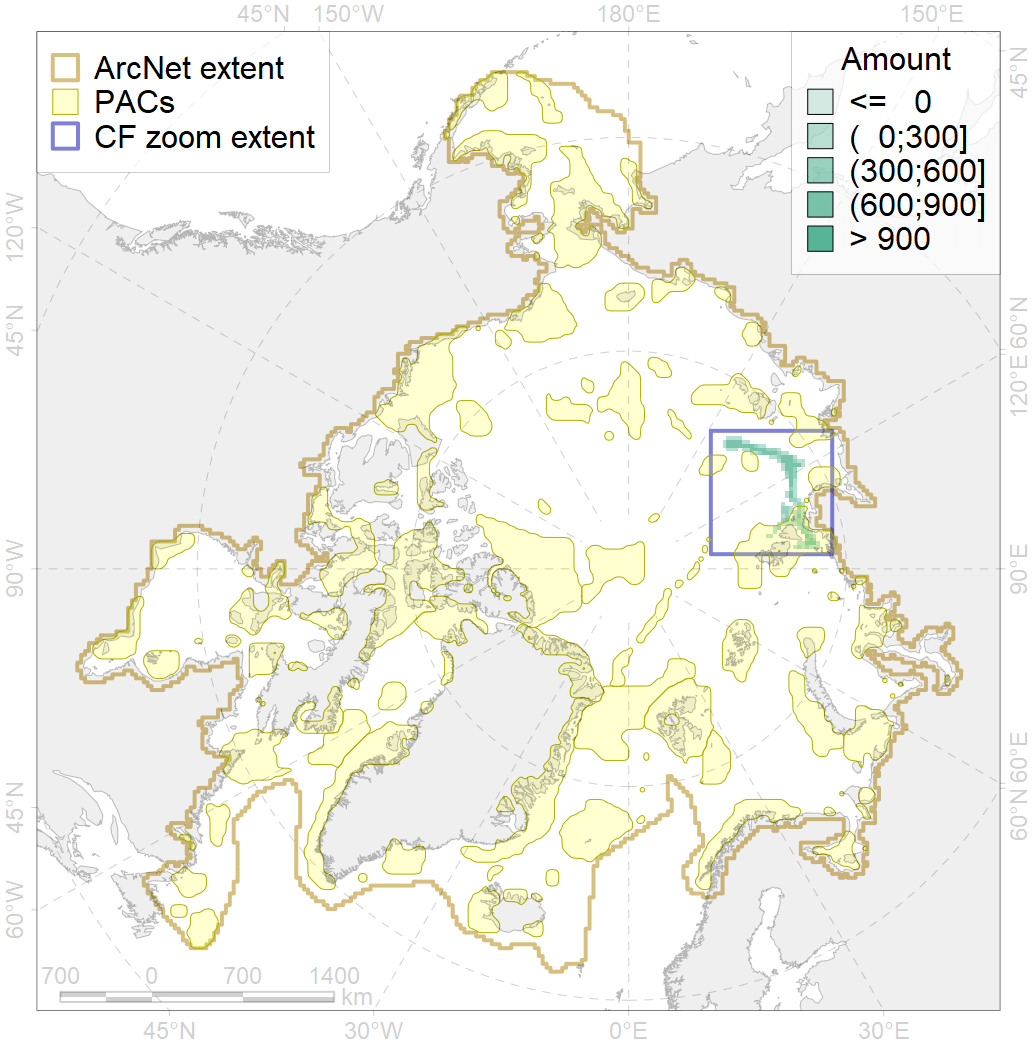 45°N 150°W 180°E 150°E
ArcNet extent
PACs
CF zoom extent
Amount
<= 0
( 0;300]
(300;600]
(600;900]
> 900
45°N
120°W
60°N
45°N
120°E
90°W
90°E
60°E
45°N
60°N
60°W
700 0 700 1400
km
45°N 30°W 0°E 30°E